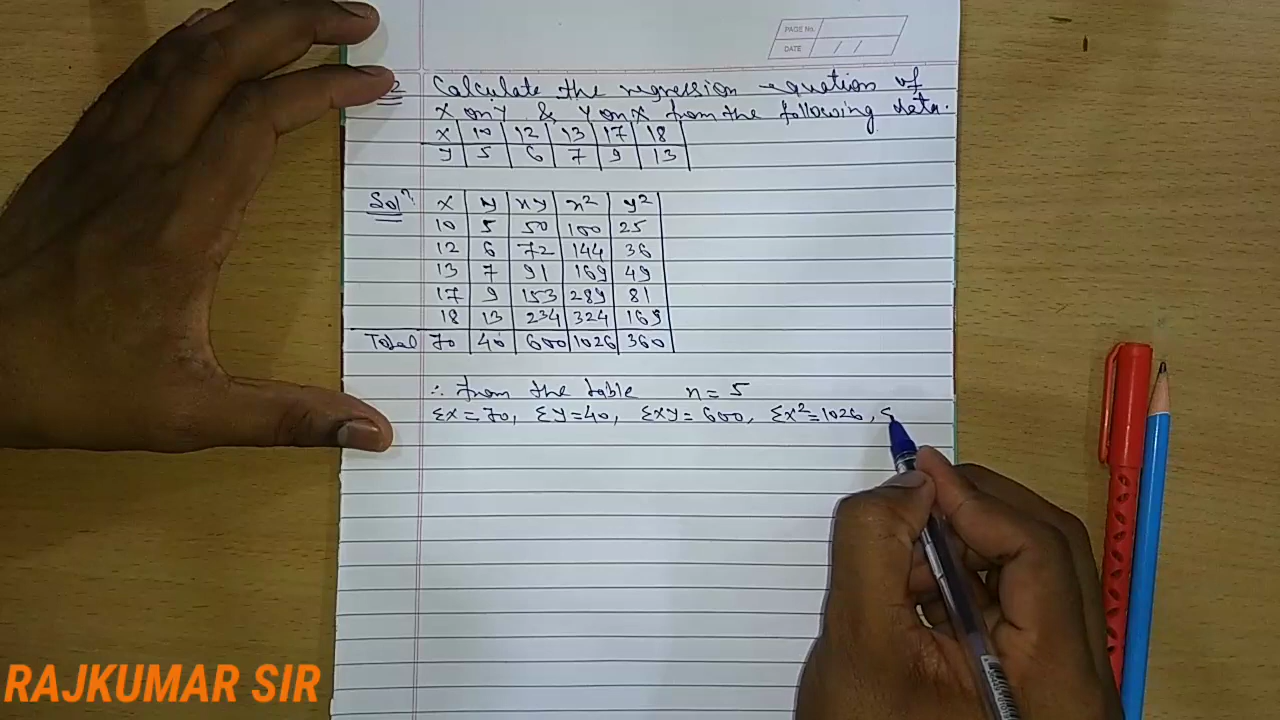 PAGE No.
DATE / /
2 Calculate the regression equation of
X on Y & Y on X from the following data.
X 10 12 13 17 18
y 5 6 7 9 13
Solⁿ. X y xy x² y²
10 5 50 100 25
12 6 72 144 36
13 7 91 169 49
17 9 153 289 81
18 13 234 324 169
Total 70 40 600 1026 360
∴ from the table n = 5
Σx = 70, Σy = 40, Σxy = 600, Σx² = 1026,
RAJKUMAR SIR